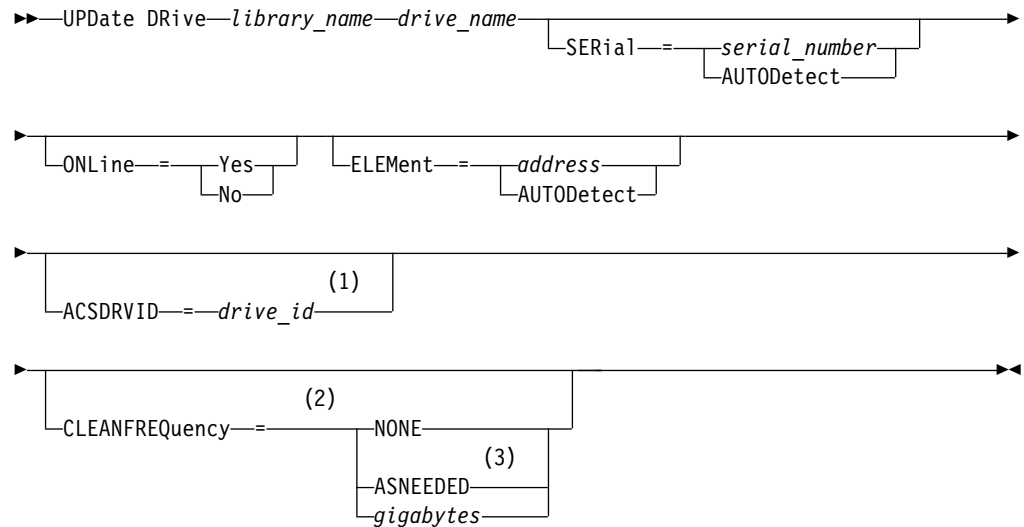 UPDate DRive library_name drive_name
SERial = serial_number
AUTODetect
ONLine = Yes ELEMent = address
No AUTODetect
(1)
ACSDRVID = drive_id
(2)
CLEANFREQuency = NONE
(3)
ASNEEDED
gigabytes